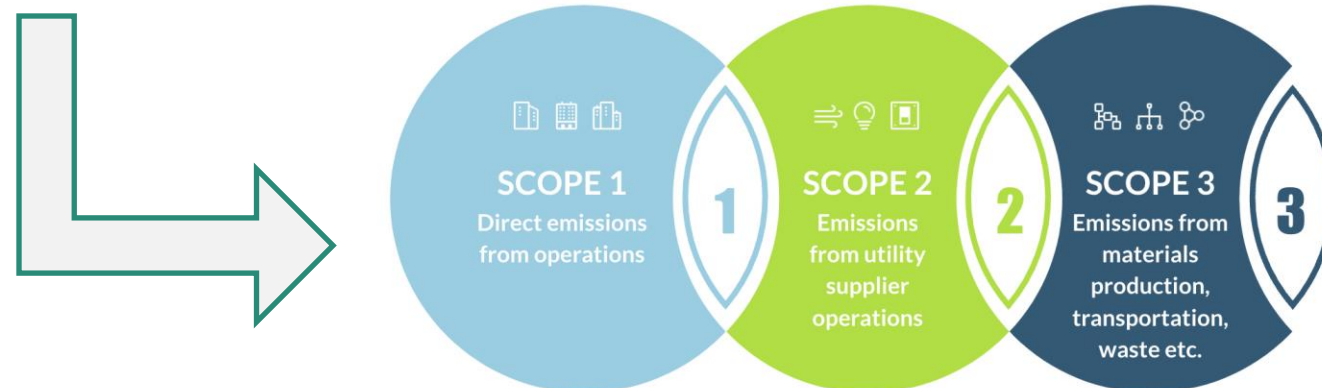 SCOPE 1
Direct emissions
from operations
1
SCOPE 2
Emissions
from utility
supplier
operations
2
SCOPE 3
Emissions from
materials
production,
transportation,
waste etc.
3